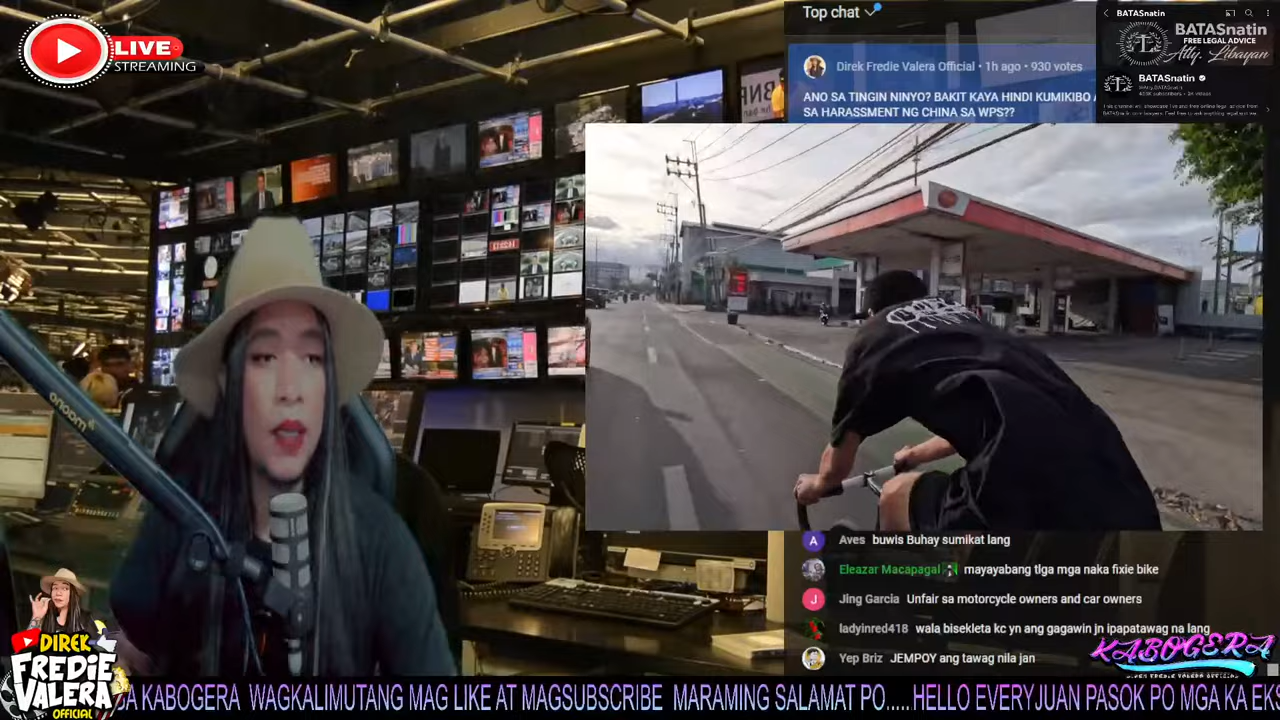 LIVE
STREAMING
Top chat
Direk Fredie Valera Official • 1h ago • 930 votes
ANO SA TINGIN NINYO? BAKIT KAYA HINDI KUMIKIBO
SA HARASSMENT NG CHINA SA WPS??
BATASnatin
BATASnatin
FREE LEGAL ADVICE
Atty. Libayan
BATASnatin
maono
Aves buwis Buhay sumikat lang
Eleazar Macapagal mayayabang tlga mga naka fixie bike
Jing Garcia Unfair sa motorcycle owners and car owners
ladyinred418 wala bisekleta kc yn ang gagawin jn ipapatawag na lang
Yep Briz JEMPOY ang tawag nila jan
KABOGERA
DIREK
FREDIE
VALERA
OFFICIAL
GA KABOGERA WAGKALIMUTANG MAG LIKE AT MAGSUBSCRIBE MARAMING SALAMAT PO.....HELLO EVERYJUAN PASOK PO MGA KA EKS